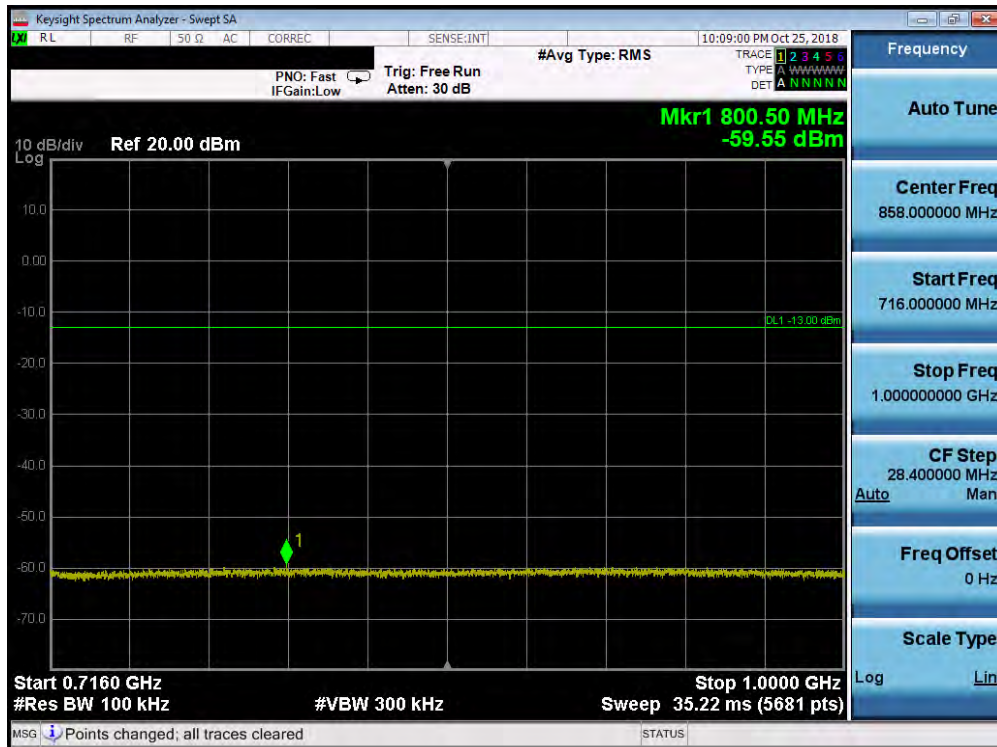 Keysight Spectrum Analyzer - Swept SA
LXI RL RF 50 Ω AC CORREC SENSE:INT 10:09:00 PM Oct 25, 2018
#Avg Type: RMS TRACE 1 2 3 4 5 6
PNO: Fast Trig: Free Run TYPE A WWWWW
IFGain:Low Atten: 30 dB DET A N N N N N
Mkr1 800.50 MHz
10 dB/div Ref 20.00 dBm -59.55 dBm
Log
10.0
0.00
-10.0
DL1 -13.00 dBm
-20.0
-30.0
-40.0
-50.0
1
-60.0
-70.0
Start 0.7160 GHz Stop 1.0000 GHz
#Res BW 100 kHz #VBW 300 kHz Sweep 35.22 ms (5681 pts)
MSG Points changed; all traces cleared STATUS
Frequency
Auto Tune
Center Freq
858.000000 MHz
Start Freq
716.000000 MHz
Stop Freq
1.000000000 GHz
CF Step
28.400000 MHz
Auto Man
Freq Offset
0 Hz
Scale Type
Log Lin